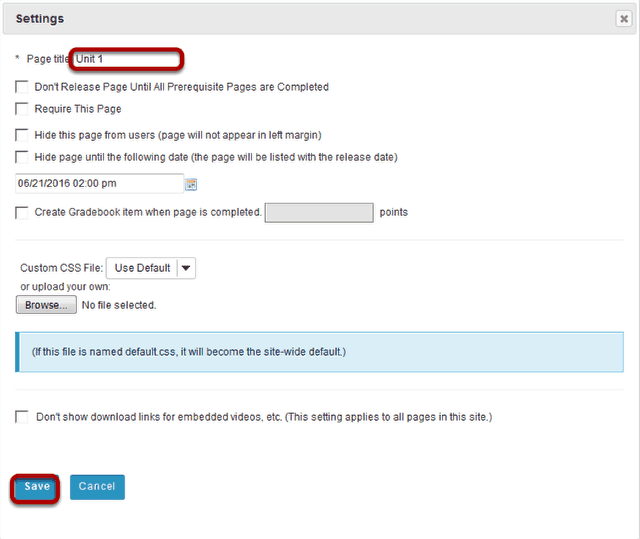 Settings
* Page title Unit 1
Don't Release Page Until All Prerequisite Pages are Completed
Require This Page
Hide this page from users (page will not appear in left margin)
Hide page until the following date (the page will be listed with the release date)
06/21/2016 02:00 pm
Create Gradebook item when page is completed. points
Custom CSS File: Use Default
or upload your own:
Browse... No file selected.
(If this file is named default.css, it will become the site-wide default.)
Don't show download links for embedded videos, etc. (This setting applies to all pages in this site.)
Save Cancel